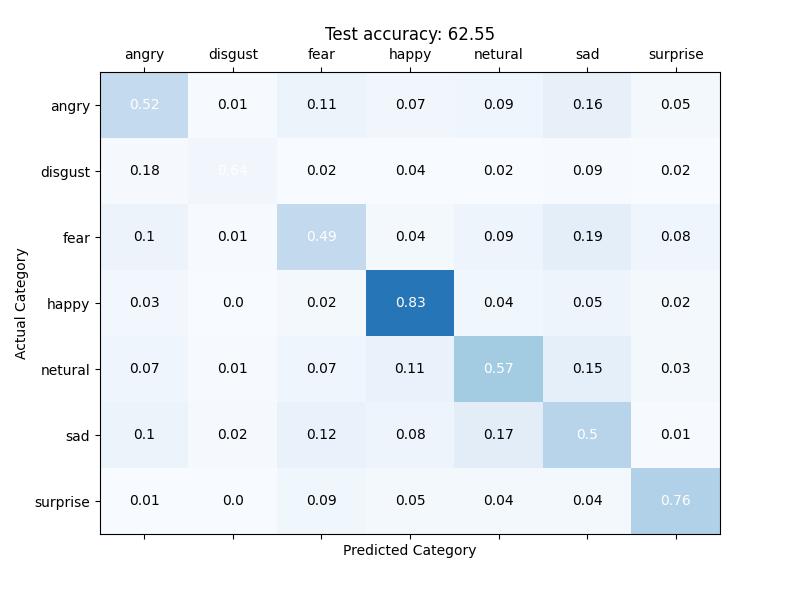 Test accuracy: 62.55
angry disgust fear happy netural sad surprise
angry 0.52 0.01 0.11 0.07 0.09 0.16 0.05
disgust 0.18 0.64 0.02 0.04 0.02 0.09 0.02
fear 0.1 0.01 0.49 0.04 0.09 0.19 0.08
happy 0.03 0.0 0.02 0.83 0.04 0.05 0.02
netural 0.07 0.01 0.07 0.11 0.57 0.15 0.03
sad 0.1 0.02 0.12 0.08 0.17 0.5 0.01
surprise 0.01 0.0 0.09 0.05 0.04 0.04 0.76
Actual Category
Predicted Category